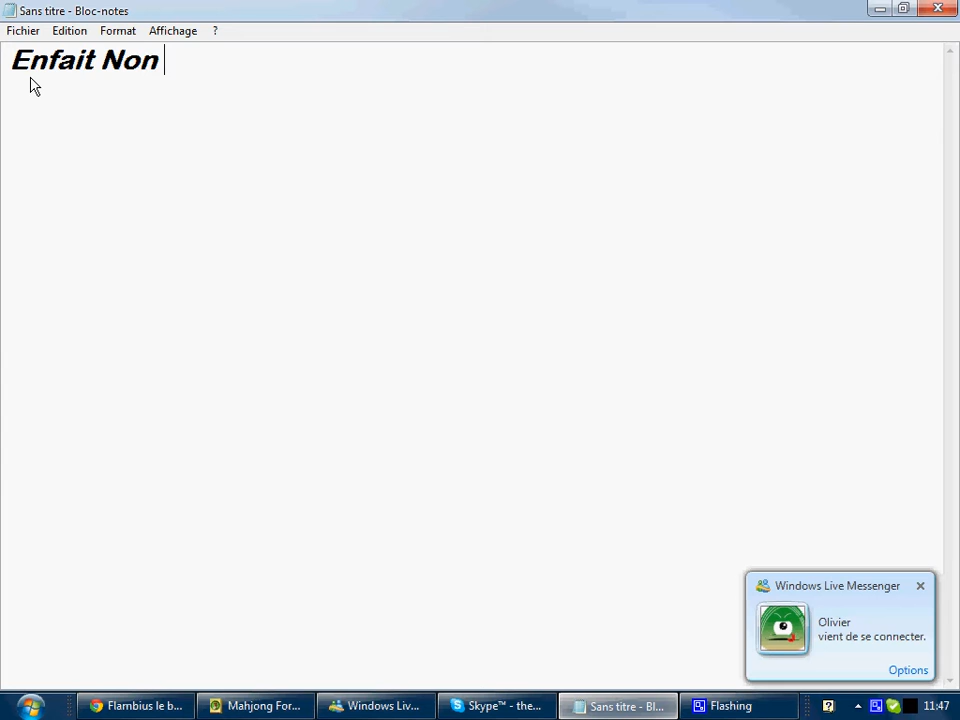 Sans titre - Bloc-notes
Fichier Edition Format Affichage ?
Enfait Non
Windows Live Messenger
Olivier
vient de se connecter.
Options
Flarnbius le b... Mahjong For... Windows Liv... Skype™ - the... Sans titre - Bl... Flashing 11:47